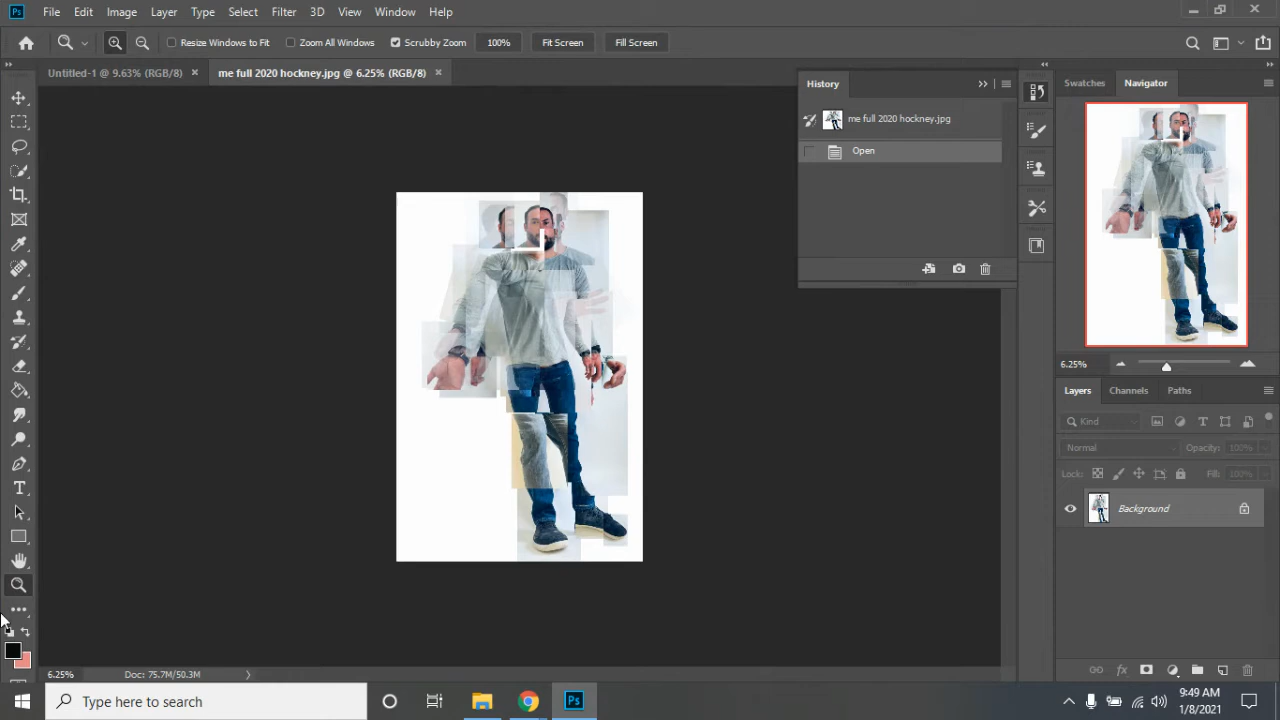 Ps File Edit Image Layer Type Select Filter 3D View Window Help
Resize Windows to Fit Zoom All Windows Scrubby Zoom 100% Fit Screen Fill Screen
Untitled-1 @ 9.63% (RGB/8) × me full 2020 hockney.jpg @ 6.25% (RGB/8) ×
History
me full 2020 hockney.jpg
Open
Swatches Navigator
6.25%
Layers Channels Paths
Kind
Normal Opacity: 100%
Lock: Fill: 100%
Background
6.25% Doc: 75.7M/50.3M
Type here to search
Ps
9:49 AM
1/8/2021